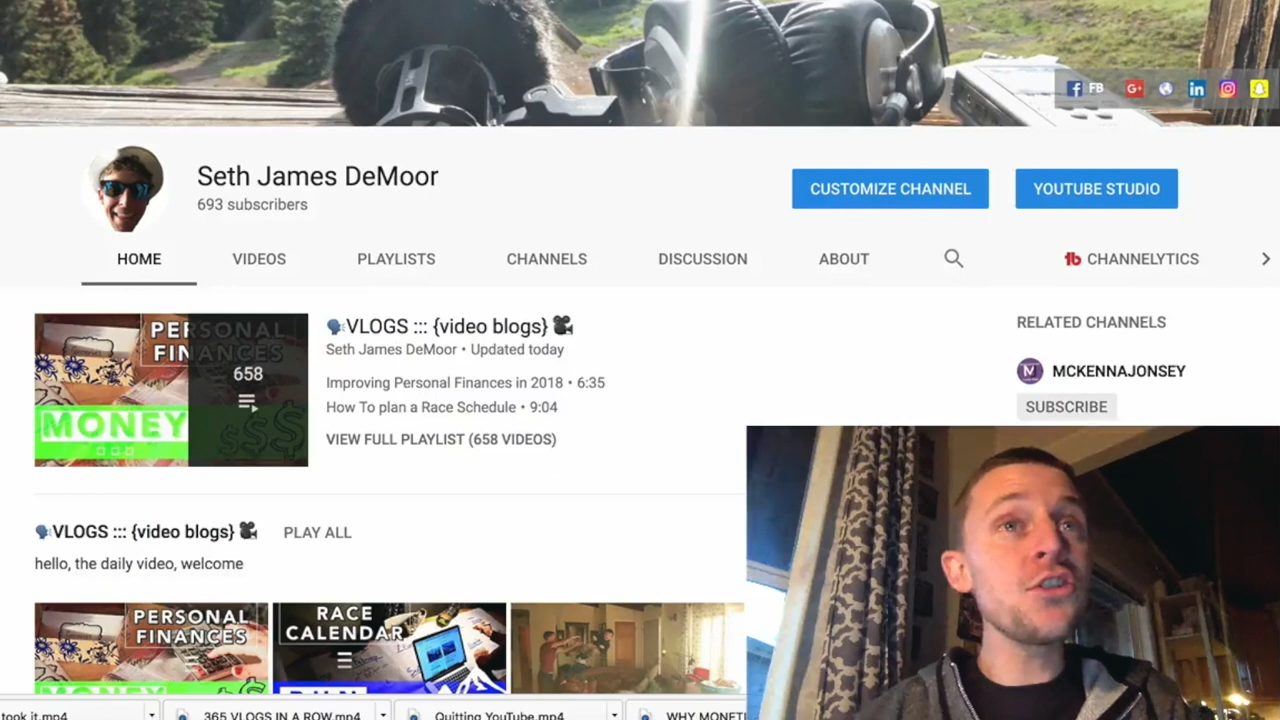 FB
Seth James DeMoor
693 subscribers
CUSTOMIZE CHANNEL
YOUTUBE STUDIO
HOME
VIDEOS
PLAYLISTS
CHANNELS
DISCUSSION
ABOUT
CHANNELYTICS
PERSONAL
FINANCES
658
MONEY
$$$
VLOGS ::: {video blogs}
Seth James DeMoor • Updated today
Improving Personal Finances in 2018 • 6:35
How To plan a Race Schedule • 9:04
VIEW FULL PLAYLIST (658 VIDEOS)
RELATED CHANNELS
MCKENNAJONSEY
SUBSCRIBE
VLOGS ::: {video blogs}
PLAY ALL
hello, the daily video, welcome
PERSONAL
FINANCES
MONEY
RACE
CALENDAR
RUN
took it.mp4
365 VLOGS IN A ROW.mp4
Quitting YouTube.mp4
WHY MONETI